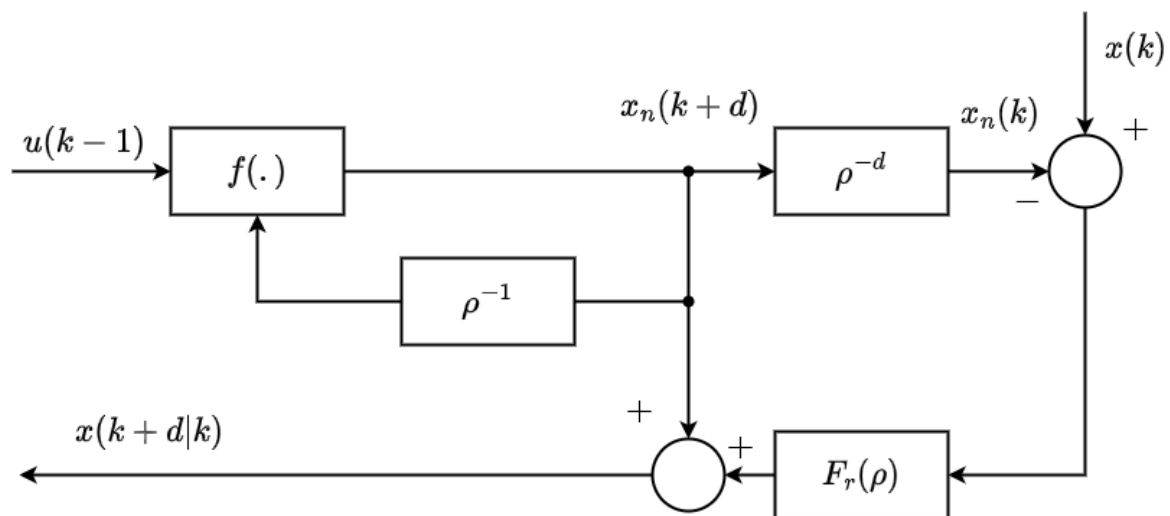 x(k)
x_n(k + d)
x_n(k)
+
u(k − 1)
f(.)
ρ^{−d}
−
ρ^{−1}
+
x(k + d|k)
+
F_r(ρ)